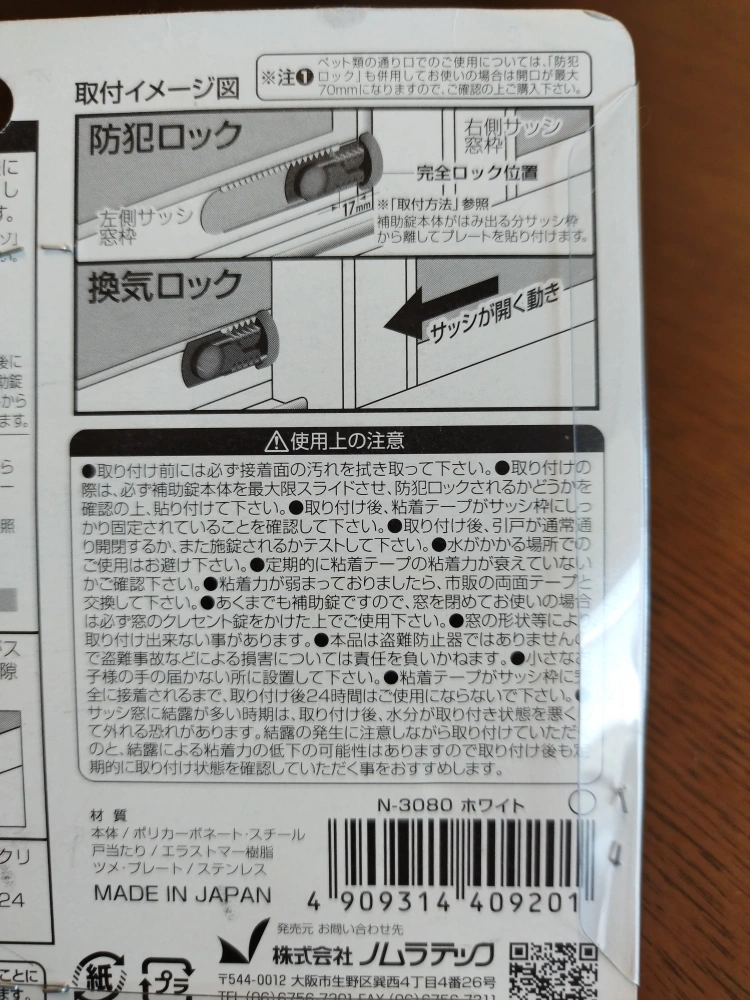 取付イメージ図
※注❶
ペット類の通り口でのご使用については、「防犯
ロック」も併用してお使いの場合は開口が最大
70mmになりますので、ご確認の上ご購入下さい。
防犯ロック
右側サッシ
窓枠
完全ロック位置
17mm
※「取付方法」参照
左側サッシ
窓枠
補助錠本体がはみ出る分サッシ枠
から離してプレートを貼り付けます。
換気ロック
サッシが開く動き
⚠使用上の注意
●取り付け前には必ず接着面の汚れを拭き取って下さい。●取り付けの
際は、必ず補助錠本体を最大限スライドさせ、防犯ロックされるかどうかを
確認の上、貼り付けて下さい。●取り付け後、粘着テープがサッシ枠にしっ
かり固定されていることを確認して下さい。●取り付け後、引戸が通常通
り開閉するか、また施錠されるかテストして下さい。●水がかかる場所での
ご使用はお避け下さい。●定期的に粘着テープの粘着力が衰えていない
かご確認下さい。●粘着力が弱まっておりましたら、市販の両面テープと
交換して下さい。●あくまでも補助錠ですので、窓を閉めてお使いの場合
は必ず窓のクレセント錠をかけた上でご使用下さい。●窓の形状等により
取り付け出来ない事があります。●本品は盗難防止器ではありませんの
で盗難事故などによる損害については責任を負いかねます。●小さなお
子様の手の届かない所に設置して下さい。●粘着テープがサッシ枠に完
全に接着されるまで、取り付け後24時間はご使用にならないで下さい。●
サッシ窓に結露が多い時期は、取り付け後、水分が取り付き状態を悪くし
て外れる恐れがあります。結露の発生に注意しながら取り付けていただく
のと、結露による粘着力の低下の可能性はありますので取り付け後も定
期的に取り付け状態を確認していただく事をおすすめします。
N-3080 ホワイト
材 質
本体/ポリカーボネート・スチール
戸当たり/エラストマー樹脂
ツメ・プレート/ステンレス
MADE IN JAPAN
4 909314 409201
発売元 お問い合わせ先
株式会社 ノムラテック
〒544-0012 大阪市生野区巽西4丁目4番26号
TEL (06)6756-7201 FAX (06)6756-7211
紙
プラ